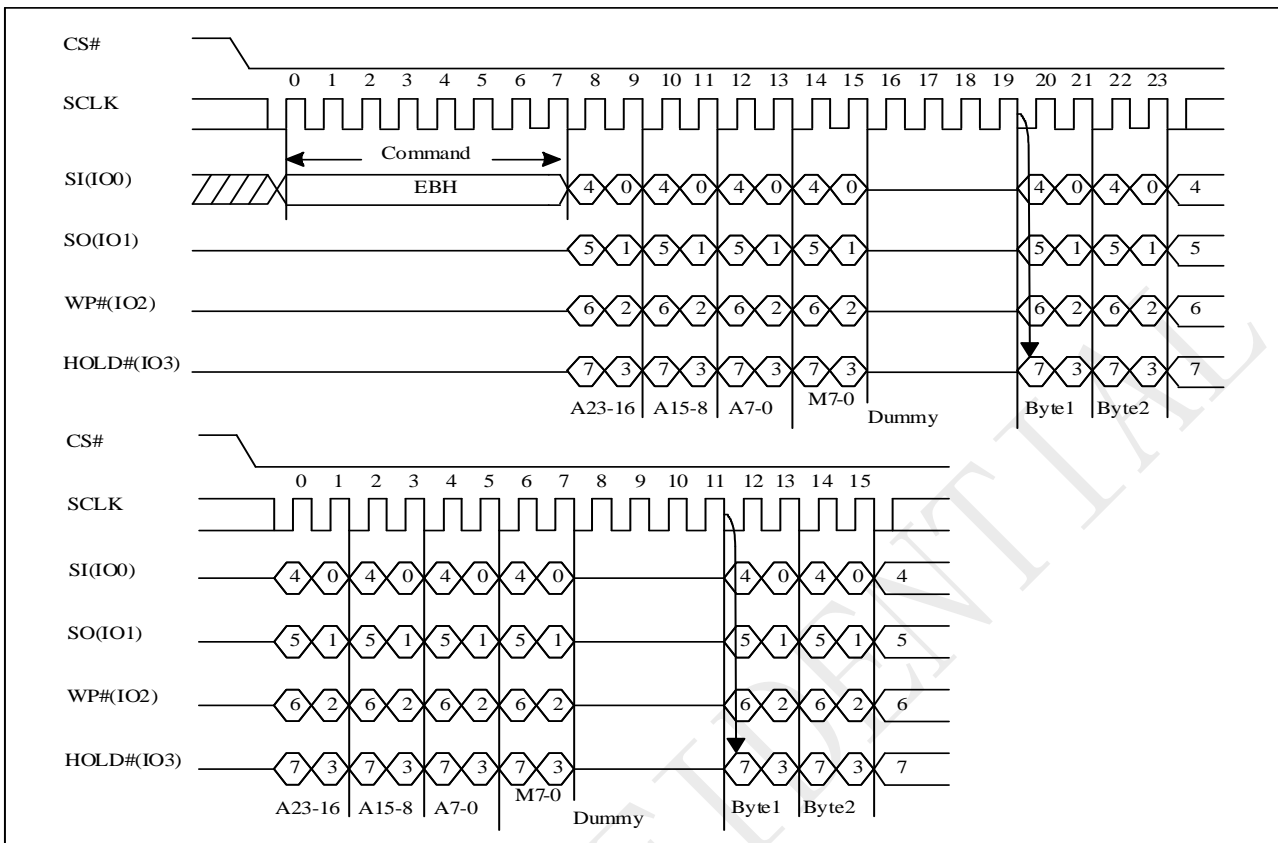 CS#
0 1 2 3 4 5 6 7 8 9 10 11 12 13 14 15 16 17 18 19 20 21 22 23
SCLK
Command
SI(IO0) EBH 4 0 4 0 4 0 4 0 4 0 4 0 4
SO(IO1) 5 1 5 1 5 1 5 1 5 1 5 1 5
WP#(IO2) 6 2 6 2 6 2 6 2 6 2 6 2 6
HOLD#(IO3) 7 3 7 3 7 3 7 3 7 3 7 3 7
A23-16 A15-8 A7-0 M7-0 Dummy Byte1 Byte2
CS#
0 1 2 3 4 5 6 7 8 9 10 11 12 13 14 15
SCLK
SI(IO0) 4 0 4 0 4 0 4 0 4 0 4 0 4
SO(IO1) 5 1 5 1 5 1 5 1 5 1 5 1 5
WP#(IO2) 6 2 6 2 6 2 6 2 6 2 6 2 6
HOLD#(IO3) 7 3 7 3 7 3 7 3 7 3 7 3 7
A23-16 A15-8 A7-0 M7-0 Dummy Byte1 Byte2
IDENTIAL